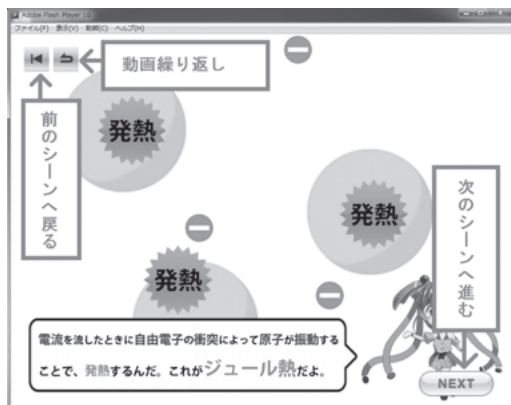 Adobe Flash Player 10
ファイル(F) 表示(V) 制御(C) ヘルプ(H)
動画繰り返し
前のシーンへ戻る
発熱
発熱
発熱
次のシーンへ進む
電流を流したときに自由電子の衝突によって原子が振動する
ことで、発熱するんだ。これがジュール熱だよ。
NEXT